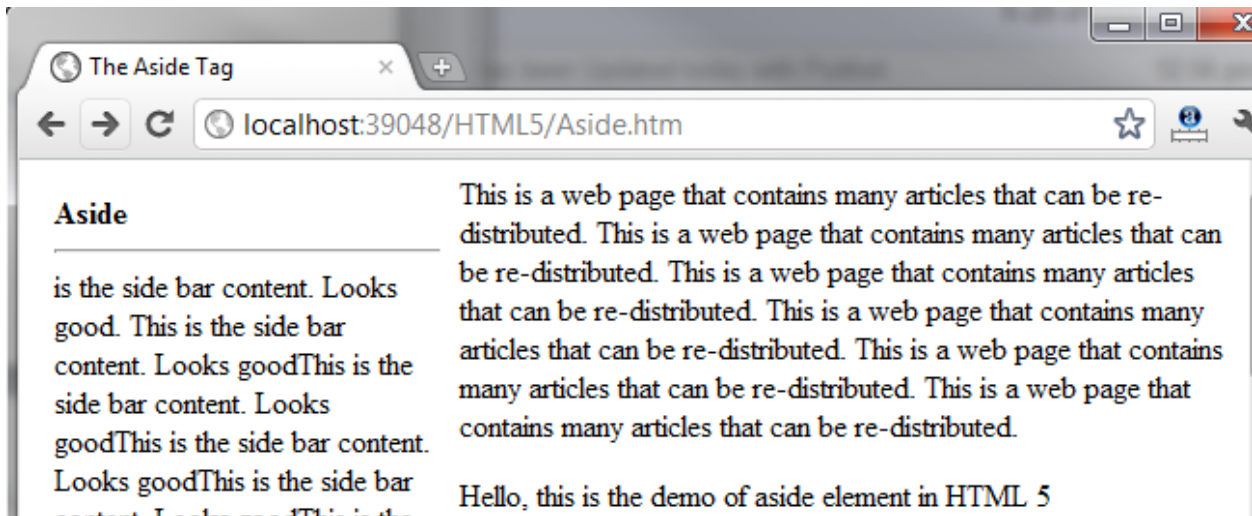 The Aside Tag
localhost:39048/HTML5/Aside.htm
Aside
is the side bar content. Looks
good. This is the side bar
content. Looks goodThis is the
side bar content. Looks
goodThis is the side bar content.
Looks goodThis is the side bar
content. Looks goodThis is the
This is a web page that contains many articles that can be re-
distributed. This is a web page that contains many articles that can
be re-distributed. This is a web page that contains many articles
that can be re-distributed. This is a web page that contains many
articles that can be re-distributed. This is a web page that contains
many articles that can be re-distributed. This is a web page that
contains many articles that can be re-distributed.
Hello, this is the demo of aside element in HTML 5